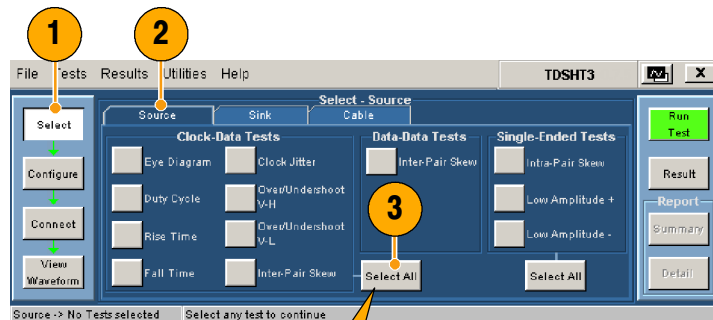 1
2
File Tests Results Utilities Help
TDSHT3
X
Select - Source
Select
Configure
Connect
View
Waveform
Source
Sink
Cable
Clock-Data Tests
Eye Diagram
Duty Cycle
Rise Time
Fall Time
Clock Jitter
Over/Undershoot
V-H
Over/Undershoot
V-L
Inter-Pair Skew
Data-Data Tests
Inter-Pair Skew
3
Select All
Single-Ended Tests
Intra-Pair Skew
Low Amplitude +
Low Amplitude -
Select All
Run
Test
Result
Report
Summary
Detail
Source -> No Tests selected
Select any test to continue